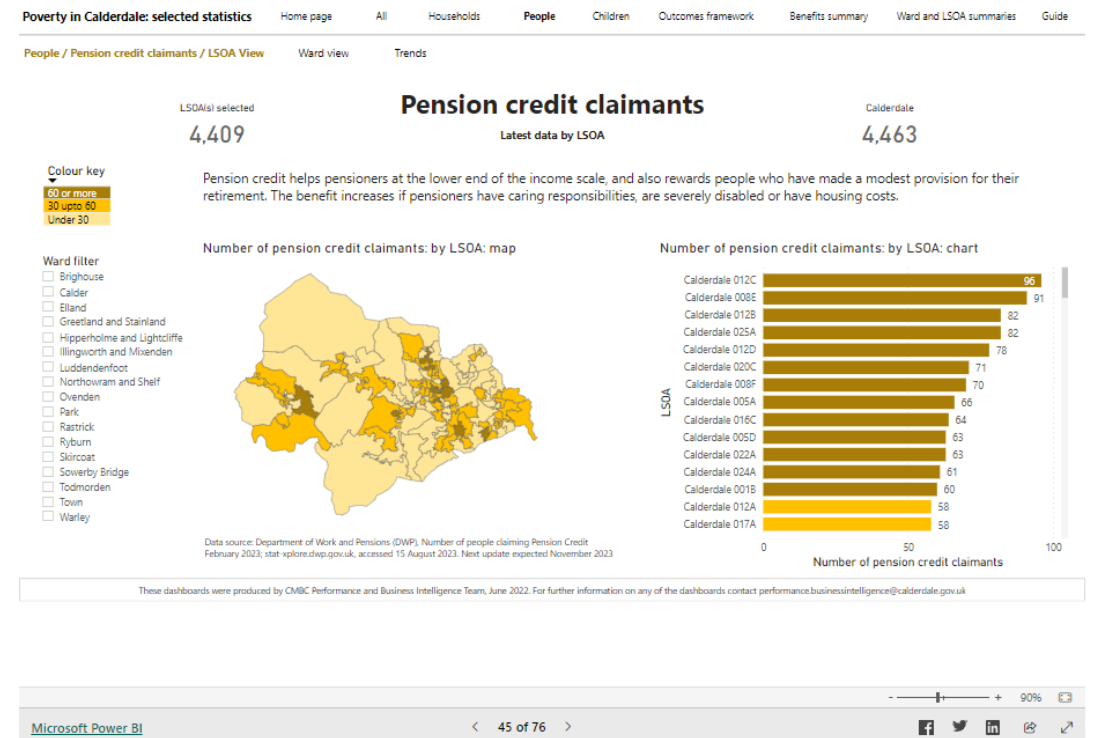 Poverty in Calderdale: selected statistics
Home page
All
Households
People
Children
Outcomes framework
Benefits summary
Ward and LSOA summaries
Guide
People / Pension credit claimants / LSOA View
Ward view
Trends
LSOA(s) selected
4,409
Pension credit claimants
Latest data by LSOA
Calderdale
4,463
Colour key
60 or more
30 upto 60
Under 30
Pension credit helps pensioners at the lower end of the income scale, and also rewards people who have made a modest provision for their
retirement. The benefit increases if pensioners have caring responsibilities, are severely disabled or have housing costs.
Ward filter
Brighouse
Calder
Elland
Greetland and Stainland
Hipperholme and Lightcliffe
Illingworth and Mixenden
Luddendenfoot
Northowram and Shelf
Ovenden
Park
Rastrick
Ryburn
Skircoat
Sowerby Bridge
Todmorden
Town
Warley
Number of pension credit claimants: by LSOA: map
Data source: Department of Work and Pensions (DWP), Number of people claiming Pension Credit
February 2023; stat-xplore.dwp.gov.uk, accessed 15 August 2023. Next update expected November 2023
Number of pension credit claimants: by LSOA: chart
LSOA
Calderdale 012C 96
Calderdale 008E 91
Calderdale 012B 82
Calderdale 025A 82
Calderdale 012D 78
Calderdale 020C 71
Calderdale 008F 70
Calderdale 005A 66
Calderdale 016C 64
Calderdale 005D 63
Calderdale 022A 63
Calderdale 024A 61
Calderdale 001B 60
Calderdale 012A 58
Calderdale 017A 58
0 50 100
Number of pension credit claimants
These dashboards were produced by CMBC Performance and Business Intelligence Team, June 2022. For further information on any of the dashboards contact performance.businessintelligence@calderdale.gov.uk
- + 90%
Microsoft Power BI
< 45 of 76 >